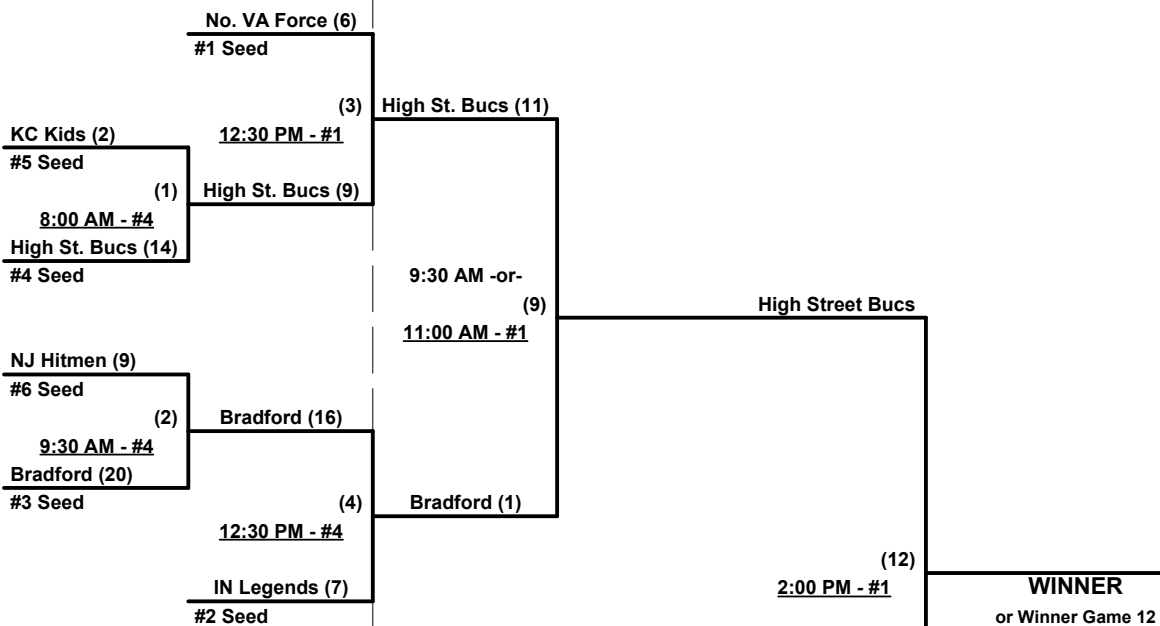 No. VA Force (6)
#1 Seed
(3)
High St. Bucs (11)
12:30 PM - #1
KC Kids (2)
#5 Seed
(1)
High St. Bucs (9)
8:00 AM - #4
High St. Bucs (14)
#4 Seed
9:30 AM -or-
(9)
High Street Bucs
11:00 AM - #1
NJ Hitmen (9)
#6 Seed
(2)
Bradford (16)
9:30 AM - #4
Bradford (20)
#3 Seed
(4)
Bradford (1)
12:30 PM - #4
(12)
IN Legends (7)
2:00 PM - #1
WINNER
#2 Seed
or Winner Game 12